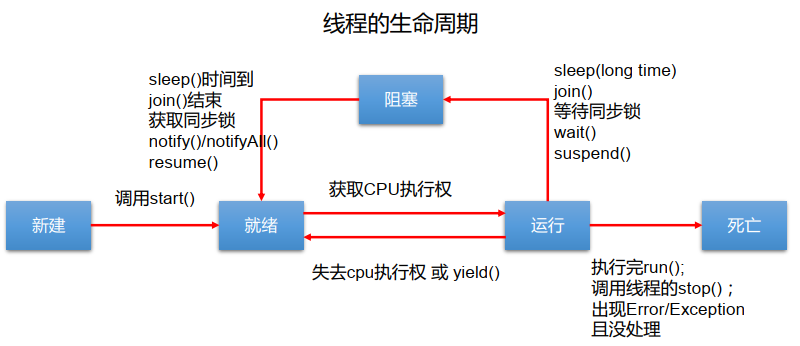 线程的生命周期
sleep()时间到
join()结束
获取同步锁
notify()/notifyAll()
resume()
阻塞
sleep(long time)
join()
等待同步锁
wait()
suspend()
新建
调用start()
就绪
获取CPU执行权
失去cpu执行权 或 yield()
运行
死亡
执行完run();
调用线程的stop() ;
出现Error/Exception
且没处理